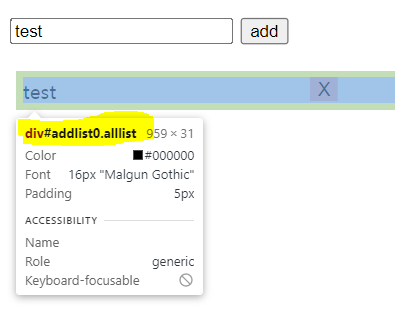 test add
test X
div#addlist0.alllist 959 × 31
Color #000000
Font 16px "Malgun Gothic"
Padding 5px
ACCESSIBILITY
Name
Role generic
Keyboard-focusable